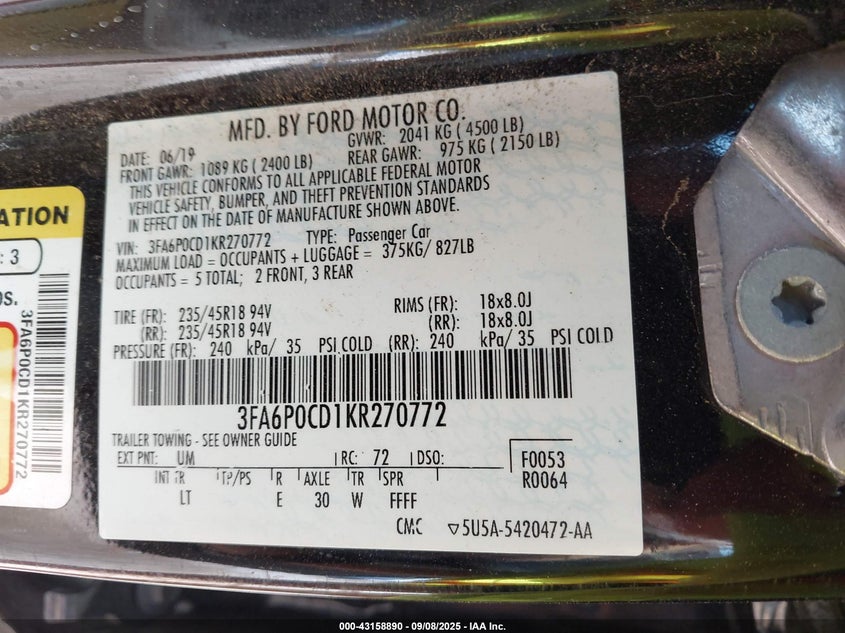 MFD. BY FORD MOTOR CO.
DATE: 06/19 GVWR: 2041 KG ( 4500 LB)
FRONT GAWR: 1089 KG ( 2400 LB) REAR GAWR: 975 KG ( 2150 LB)
THIS VEHICLE CONFORMS TO ALL APPLICABLE FEDERAL MOTOR
VEHICLE SAFETY, BUMPER, AND THEFT PREVENTION STANDARDS
IN EFFECT ON THE DATE OF MANUFACTURE SHOWN ABOVE.
VIN: 3FA6P0CD1KR270772 TYPE: Passenger Car
MAXIMUM LOAD = OCCUPANTS + LUGGAGE = 375KG/ 827LB
OCCUPANTS = 5 TOTAL; 2 FRONT, 3 REAR
TIRE (FR): 235/45R18 94V RIMS (FR): 18x8.0J
(RR): 235/45R18 94V (RR): 18x8.0J
PRESSURE (FR): 240 kPa/ 35 PSI COLD (RR): 240 kPa/ 35 PSI COLD
3FA6P0CD1KR270772
TRAILER TOWING - SEE OWNER GUIDE
EXT PNT: UM RC: 72 DSO: F0053
R0064
INT TR TP/PS R AXLE TR SPR
LT E 30 W FFFF
CMC ▽5U5A-5420472-AA
ATION
: 3
os.
3FA6P0CD1KR270772
000-43158890 - 09/08/2025 - IAA Inc.